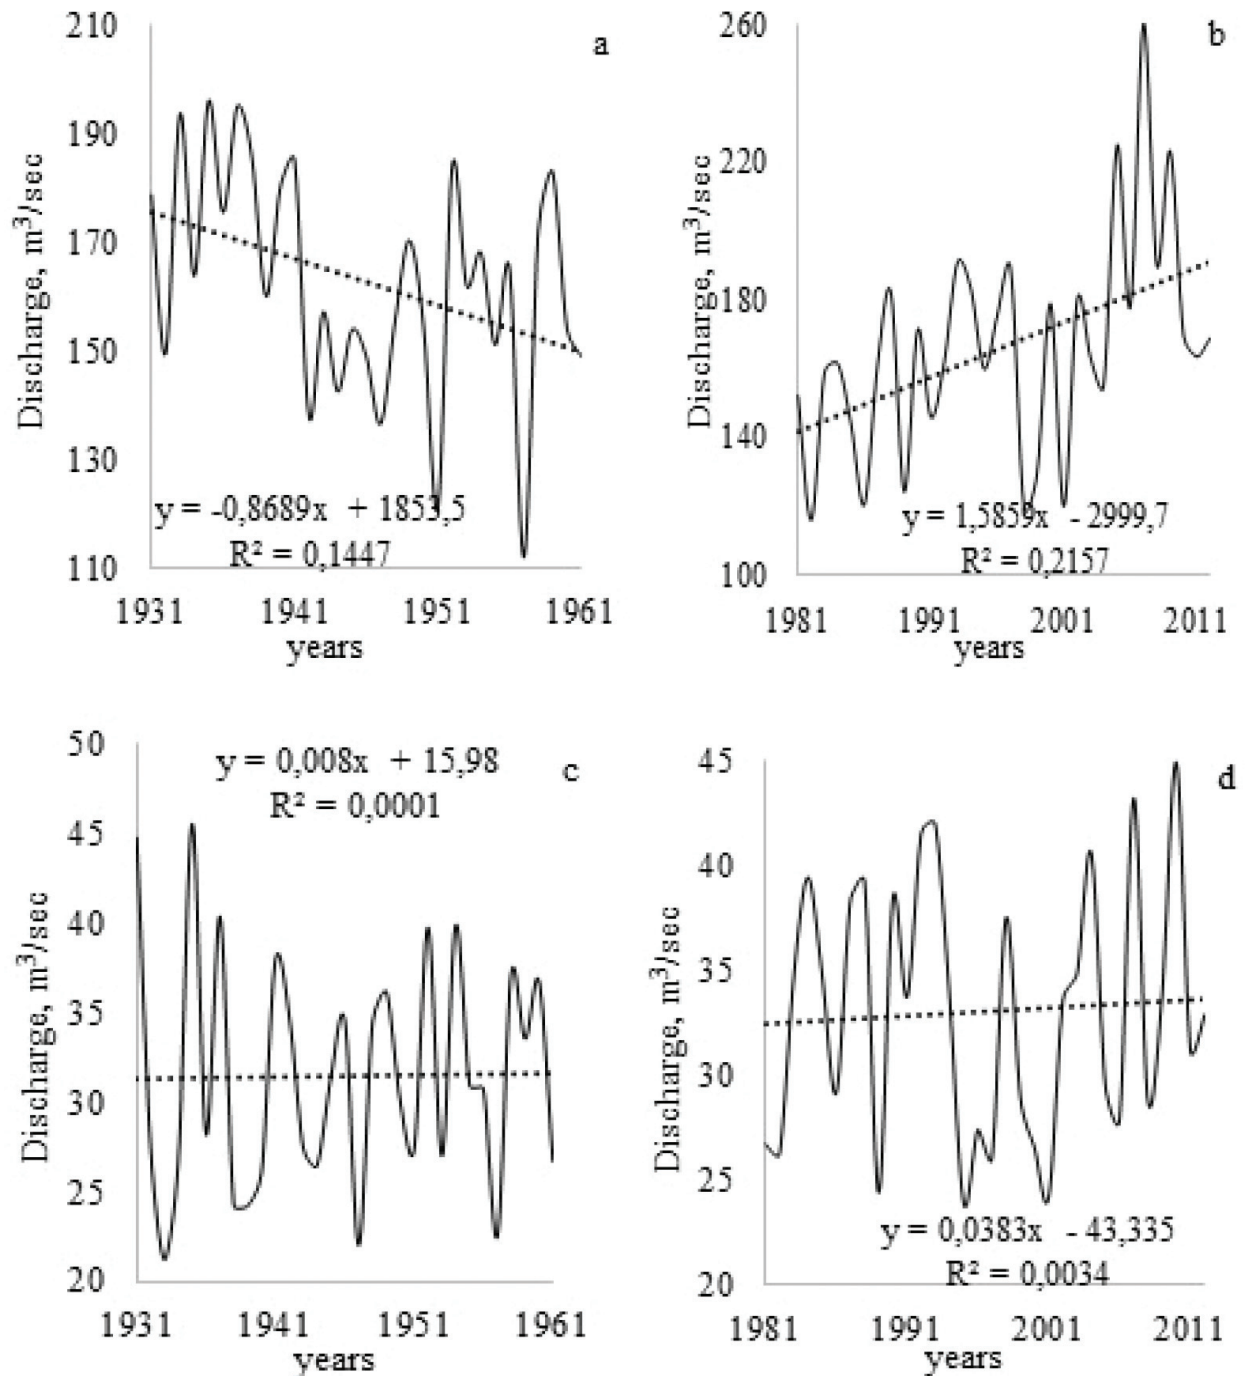 a
Discharge, m³/sec
210
190
170
150
130
110
y = -0,8689x + 1853,5
R² = 0,1447
1931 1941 1951 1961
years
b
Discharge, m³/sec
260
220
180
140
100
y = 1,5859x - 2999,7
R² = 0,2157
1981 1991 2001 2011
years
c
Discharge, m³/sec
50
45
40
35
30
25
20
y = 0,008x + 15,98
R² = 0,0001
1931 1941 1951 1961
years
d
Discharge, m³/sec
45
40
35
30
25
20
y = 0,0383x - 43,335
R² = 0,0034
1981 1991 2001 2011
years